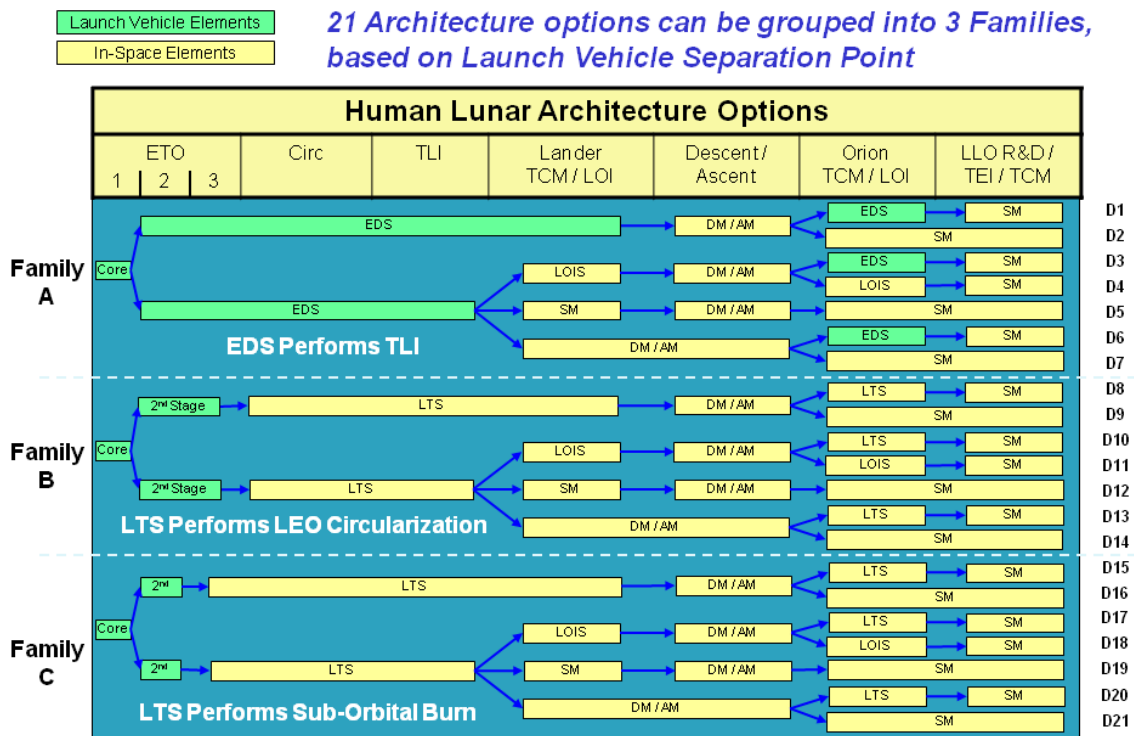 Launch Vehicle Elements
In-Space Elements
21 Architecture options can be grouped into 3 Families,
based on Launch Vehicle Separation Point
Human Lunar Architecture Options
ETO
1 2 3
Circ
TLI
Lander
TCM / LOI
Descent /
Ascent
Orion
TCM / LOI
LLO R&D /
TEI / TCM
Family
A
Core
EDS
DM / AM
EDS
SM
D1
SM
D2
EDS
LOIS
DM / AM
EDS
SM
D3
LOIS
SM
D4
SM
DM / AM
SM
D5
DM / AM
EDS
SM
D6
SM
D7
EDS Performs TLI
Family
B
Core
2nd Stage
LTS
DM / AM
LTS
SM
D8
SM
D9
2nd Stage
LTS
LOIS
DM / AM
LTS
SM
D10
LOIS
SM
D11
SM
DM / AM
SM
D12
DM / AM
LTS
SM
D13
SM
D14
LTS Performs LEO Circularization
Family
C
Core
2nd
LTS
DM / AM
LTS
SM
D15
SM
D16
2nd
LTS
LOIS
DM / AM
LTS
SM
D17
LOIS
SM
D18
SM
DM / AM
SM
D19
DM / AM
LTS
SM
D20
SM
D21
LTS Performs Sub-Orbital Burn